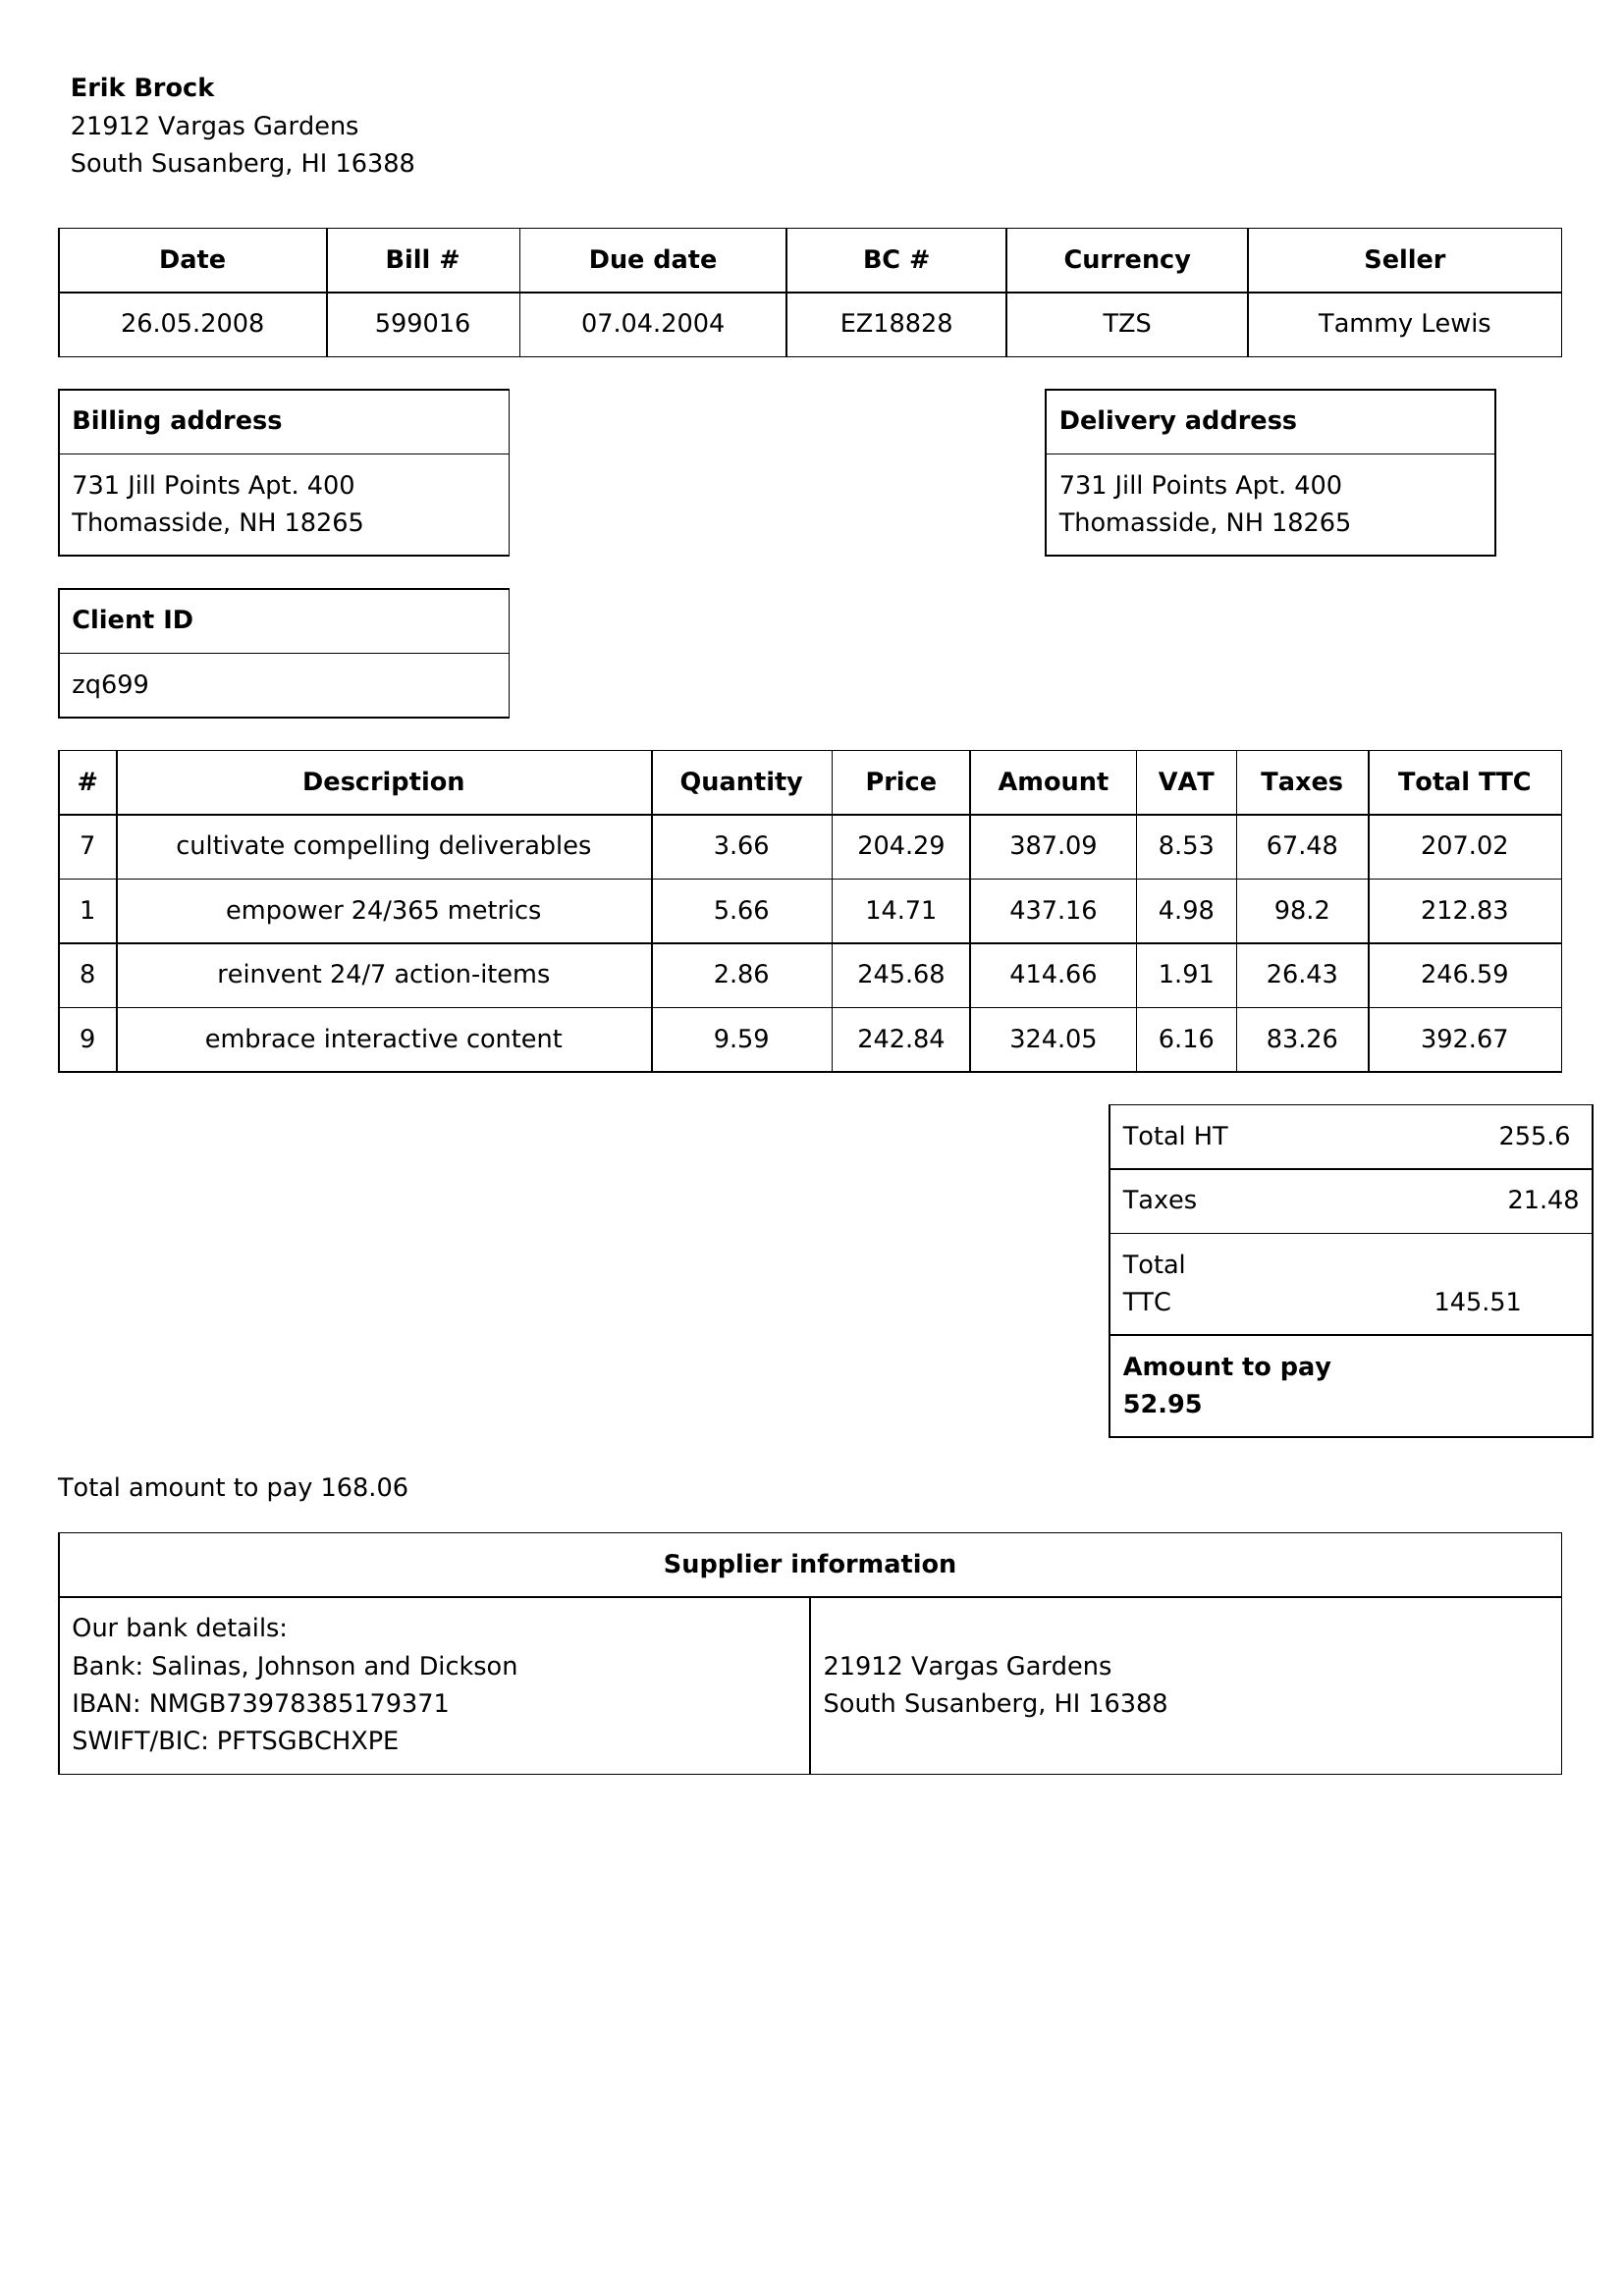 Erik Brock
21912 Vargas Gardens
South Susanberg, HI 16388
Date Bill # Due date BC # Currency Seller
26.05.2008 599016 07.04.2004 EZ18828 TZS Tammy Lewis
Billing address
731 Jill Points Apt. 400
Thomasside, NH 18265
Delivery address
731 Jill Points Apt. 400
Thomasside, NH 18265
Client ID
zq699
# Description Quantity Price Amount VAT Taxes Total TTC
7 cultivate compelling deliverables 3.66 204.29 387.09 8.53 67.48 207.02
1 empower 24/365 metrics 5.66 14.71 437.16 4.98 98.2 212.83
8 reinvent 24/7 action-items 2.86 245.68 414.66 1.91 26.43 246.59
9 embrace interactive content 9.59 242.84 324.05 6.16 83.26 392.67
Total HT 255.6
Taxes 21.48
Total
TTC 145.51
Amount to pay
52.95
Total amount to pay 168.06
Supplier information
Our bank details:
Bank: Salinas, Johnson and Dickson
IBAN: NMGB73978385179371
SWIFT/BIC: PFTSGBCHXPE
21912 Vargas Gardens
South Susanberg, HI 16388